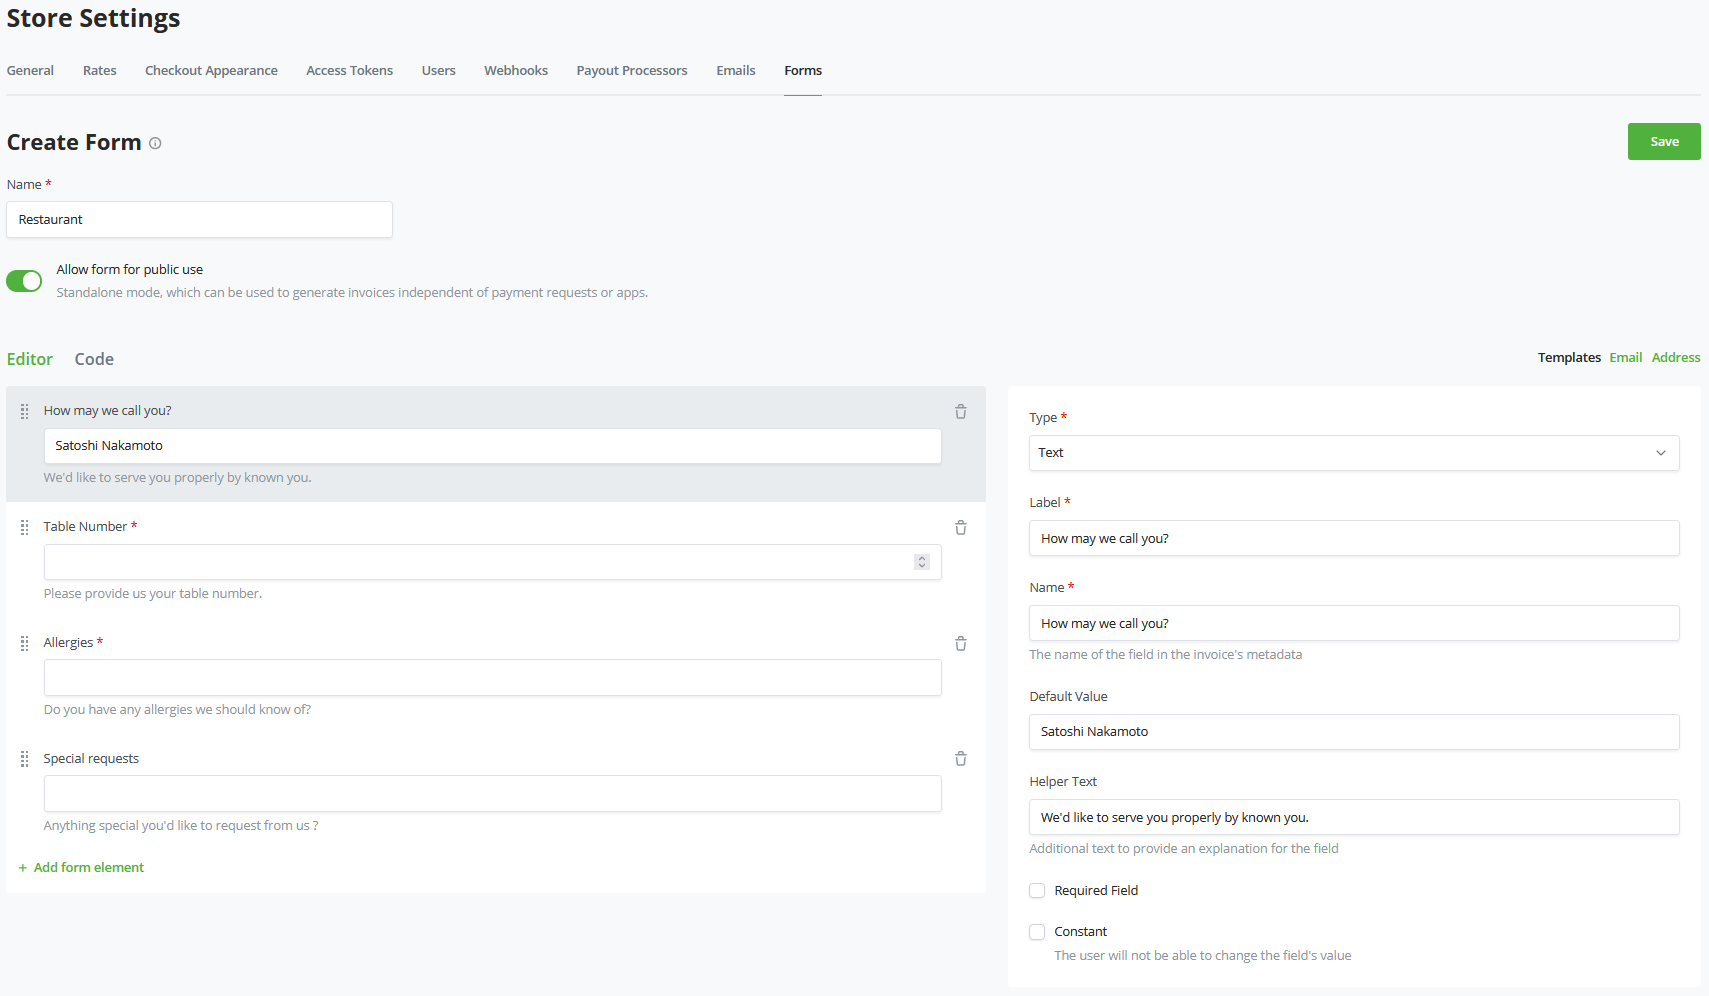 Store Settings
General Rates Checkout Appearance Access Tokens Users Webhooks Payout Processors Emails Forms
Create Form
Save
Name *
Restaurant
Allow form for public use
Standalone mode, which can be used to generate invoices independent of payment requests or apps.
Editor Code
Templates Email Address
How may we call you?
Satoshi Nakamoto
We'd like to serve you properly by known you.
Table Number *
Please provide us your table number.
Allergies *
Do you have any allergies we should know of?
Special requests
Anything special you'd like to request from us ?
+ Add form element
Type *
Text
Label *
How may we call you?
Name *
How may we call you?
The name of the field in the invoice's metadata
Default Value
Satoshi Nakamoto
Helper Text
We'd like to serve you properly by known you.
Additional text to provide an explanation for the field
Required Field
Constant
The user will not be able to change the field's value